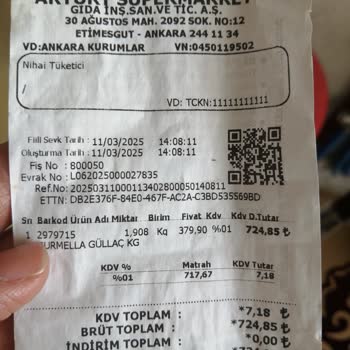 GIDA İNŞ.SAN.VE TİC. A.Ş.
30 AĞUSTOS MAH. 2092 SOK. NO:12
ETİMESGUT - ANKARA 244 11 34
VD:ANKARA KURUMLAR VN:0450119502
Nihai Tüketici
/
VD: TCKN:11111111111
Fiili Sevk Tarih : 11/03/2025 14:08:11
Oluşturma Tarih : 11/03/2025 14:08:11
Fiş No : 800050
Evrak No : L062025000027835
Ref.No: 20250311000113402800050140811
ETTN: DB2E376F-84E0-467F-AC2A-C3BD535569BD
Sn Barkod Ürün Adı Miktar Birim Fiyat Kdv Kdv D.Tutar
1 2979715 1,908 Kg 379,90 %01 724,85 ₺
GÜLLAÇ KG
KDV % Matrah KDV Tutar
%01 717,67 7,18
KDV TOPLAM : *7,18 ₺
BRÜT TOPLAM : *724,85 ₺
İNDİRİM TOPLAM : *0,00 ₺